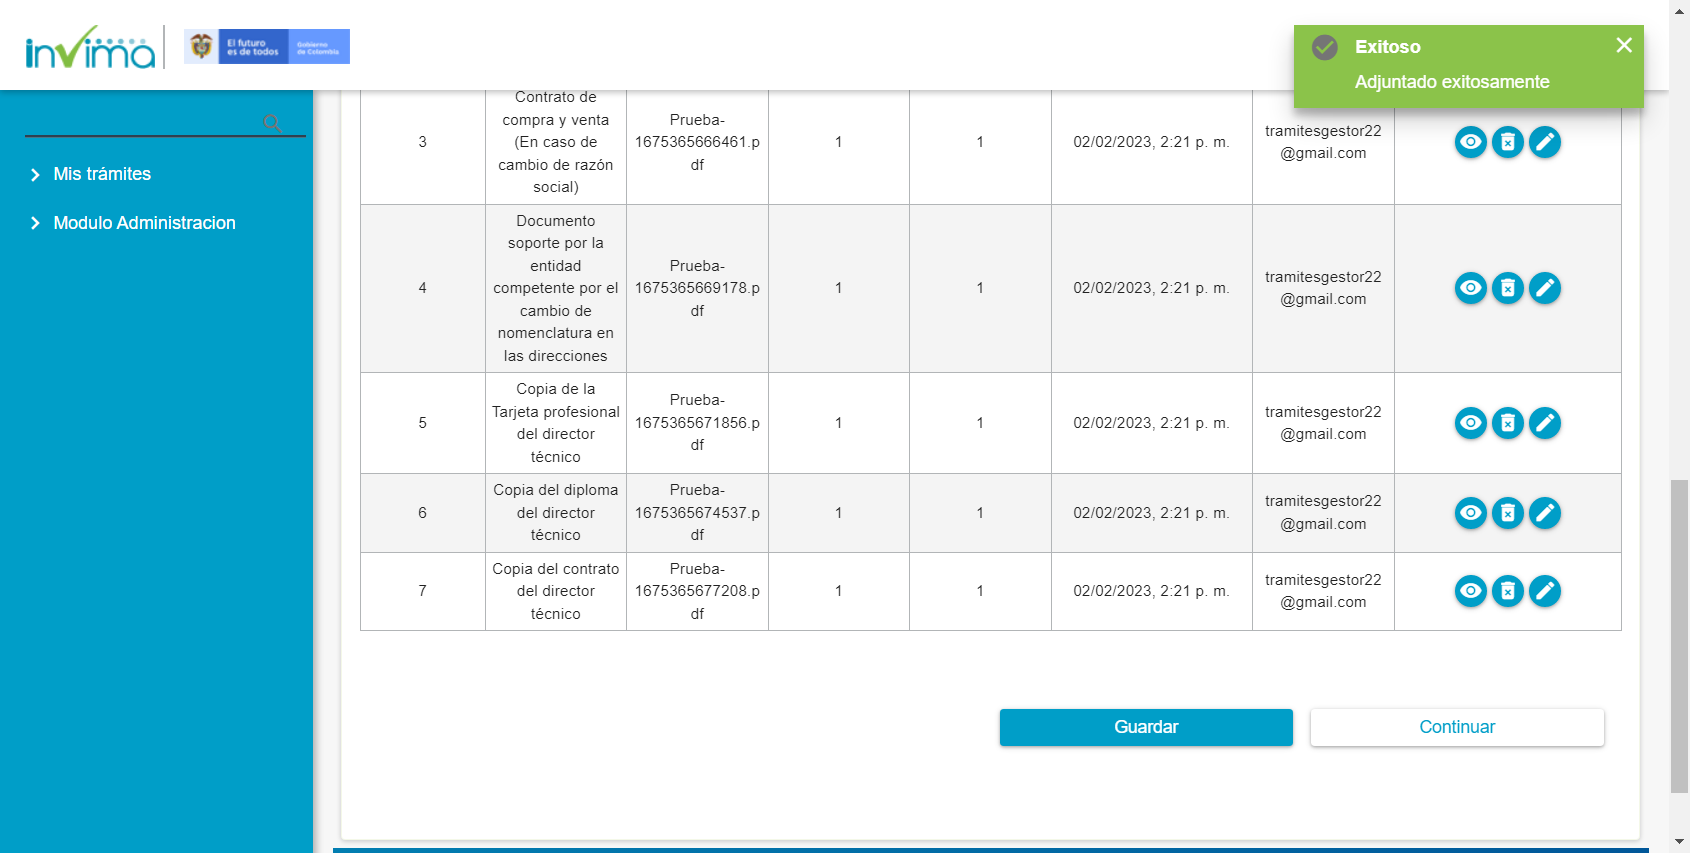 invima
El futuro
es de todos
Gobierno
de Colombia
Exitoso
Adjuntado exitosamente
Mis trámites
Modulo Administracion
3
Contrato de
compra y venta
(En caso de
cambio de razón
social)
Prueba-
1675365666461.p
df
1
1
02/02/2023, 2:21 p. m.
tramitesgestor22
@gmail.com
4
Documento
soporte por la
entidad
competente por el
cambio de
nomenclatura en
las direcciones
Prueba-
1675365669178.p
df
1
1
02/02/2023, 2:21 p. m.
tramitesgestor22
@gmail.com
5
Copia de la
Tarjeta profesional
del director
técnico
Prueba-
1675365671856.p
df
1
1
02/02/2023, 2:21 p. m.
tramitesgestor22
@gmail.com
6
Copia del diploma
del director
técnico
Prueba-
1675365674537.p
df
1
1
02/02/2023, 2:21 p. m.
tramitesgestor22
@gmail.com
7
Copia del contrato
del director
técnico
Prueba-
1675365677208.p
df
1
1
02/02/2023, 2:21 p. m.
tramitesgestor22
@gmail.com
Guardar
Continuar